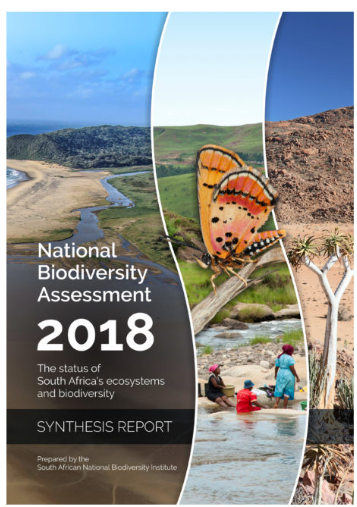 National
Biodiversity
Assessment
2018
The status of
South Africa's ecosystems
and biodiversity
SYNTHESIS REPORT
Prepared by the
South African National Biodiversity Institute